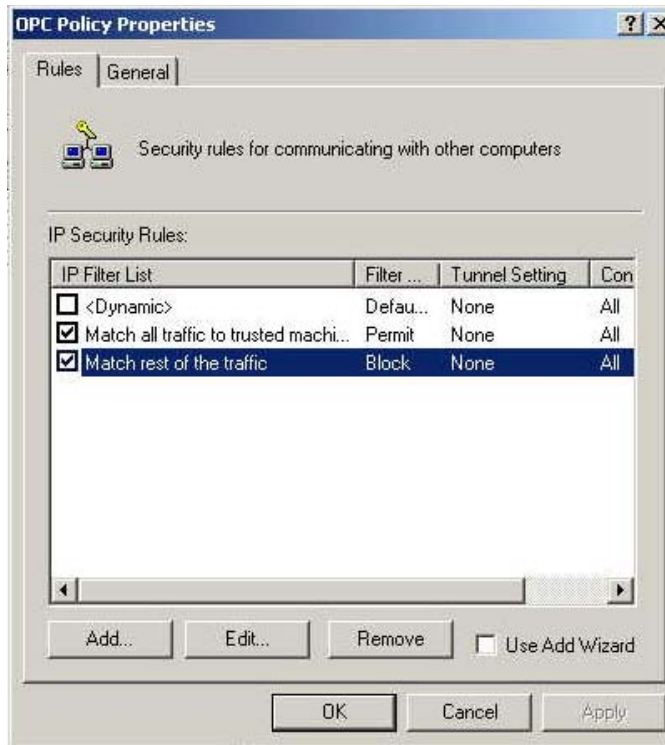 OPC Policy Properties
Rules General
Security rules for communicating with other computers
IP Security Rules:
IP Filter List Filter ... Tunnel Setting Con
<Dynamic> Defau... None All
Match all traffic to trusted machi... Permit None All
Match rest of the traffic Block None All
Add... Edit... Remove Use Add Wizard
OK Cancel Apply